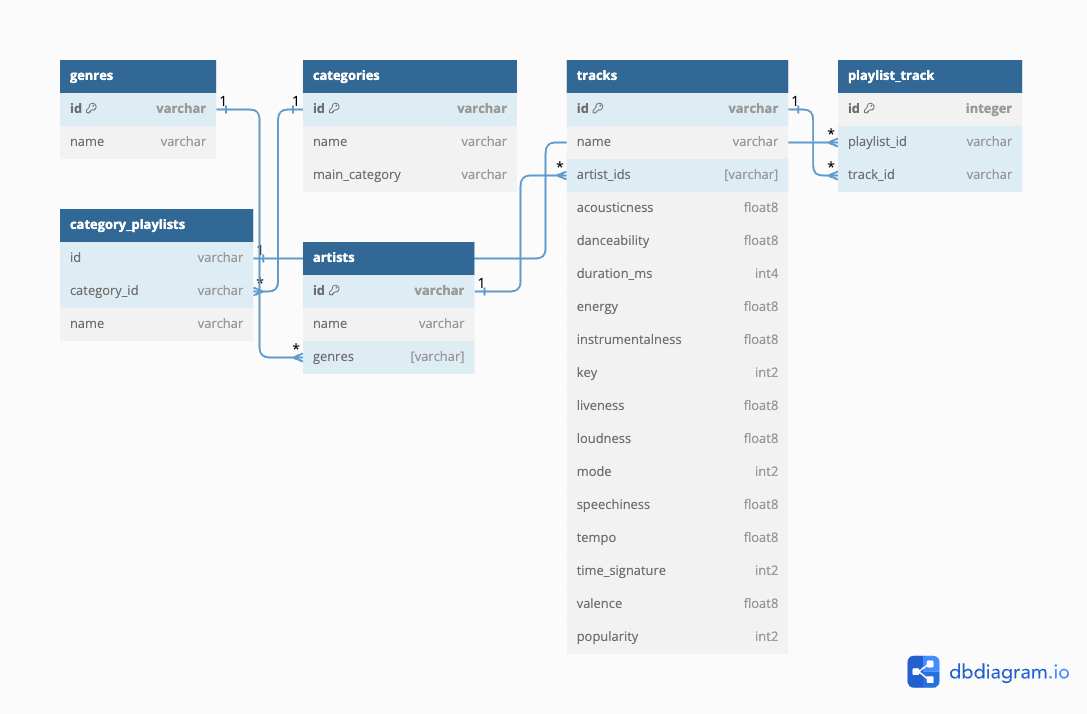 genres
id varchar
name varchar
categories
id varchar
name varchar
main_category varchar
category_playlists
id varchar
category_id varchar
name varchar
artists
id varchar
name varchar
genres [varchar]
tracks
id varchar
name varchar
artist_ids [varchar]
acousticness float8
danceability float8
duration_ms int4
energy float8
instrumentalness float8
key int2
liveness float8
loudness float8
mode int2
speechiness float8
tempo float8
time_signature int2
valence float8
popularity int2
playlist_track
id integer
playlist_id varchar
track_id varchar
1
1
1
*
*
1
*
1
*
*
dbdiagram.io